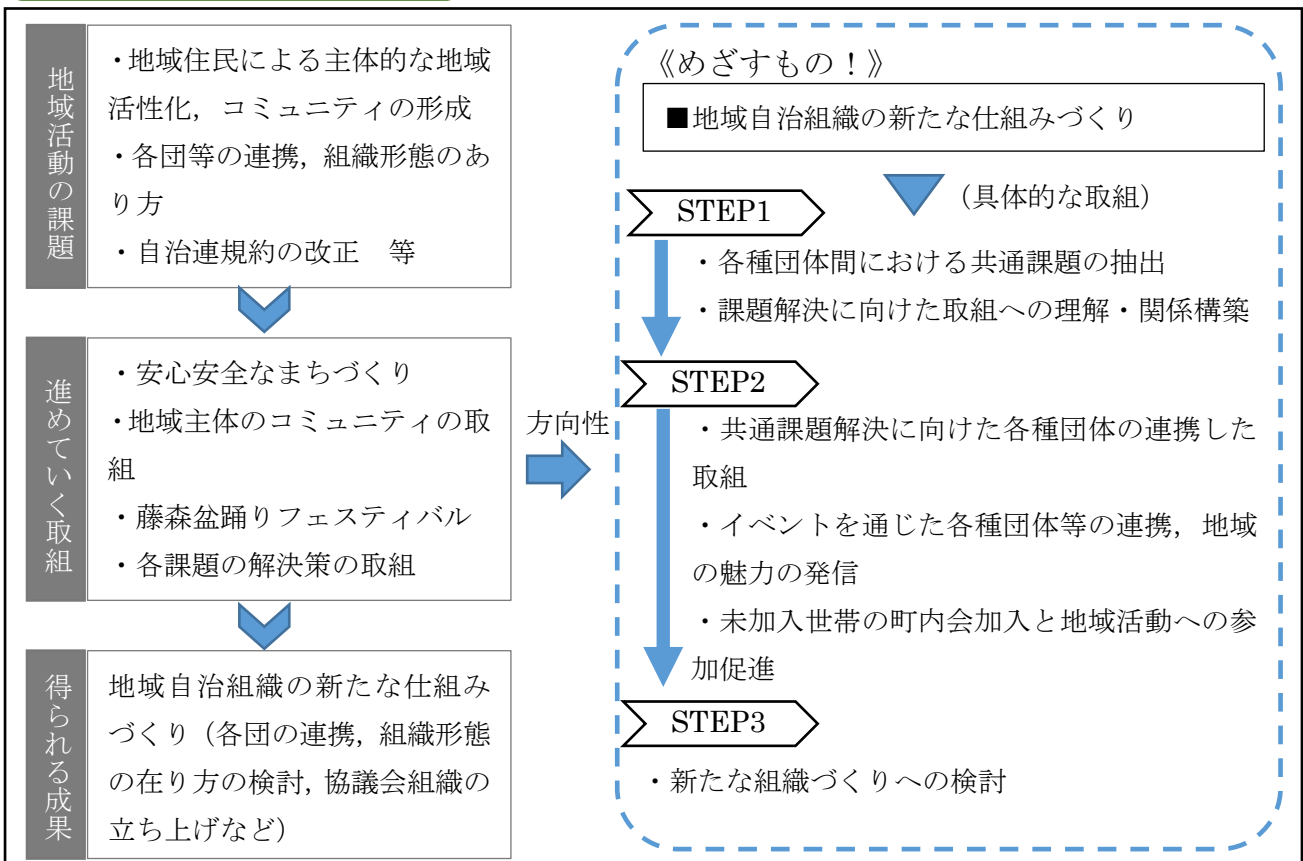 地域活動の課題
・地域住民による主体的な地域
活性化，コミュニティの形成
・各団等の連携，組織形態のあ
り方
・自治連規約の改正　等
進めていく取組
・安心安全なまちづくり
・地域主体のコミュニティの取
組
・藤森盆踊りフェスティバル
・各課題の解決策の取組
得られる成果
地域自治組織の新たな仕組み
づくり（各団の連携，組織形態
の在り方の検討，協議会組織の
立ち上げなど）
方向性
《めざすもの！》
■地域自治組織の新たな仕組みづくり
（具体的な取組）
STEP1
・各種団体間における共通課題の抽出
・課題解決に向けた取組への理解・関係構築
STEP2
・共通課題解決に向けた各種団体の連携した
取組
・イベントを通じた各種団体等の連携，地域
の魅力の発信
・未加入世帯の町内会加入と地域活動への参
加促進
STEP3
・新たな組織づくりへの検討